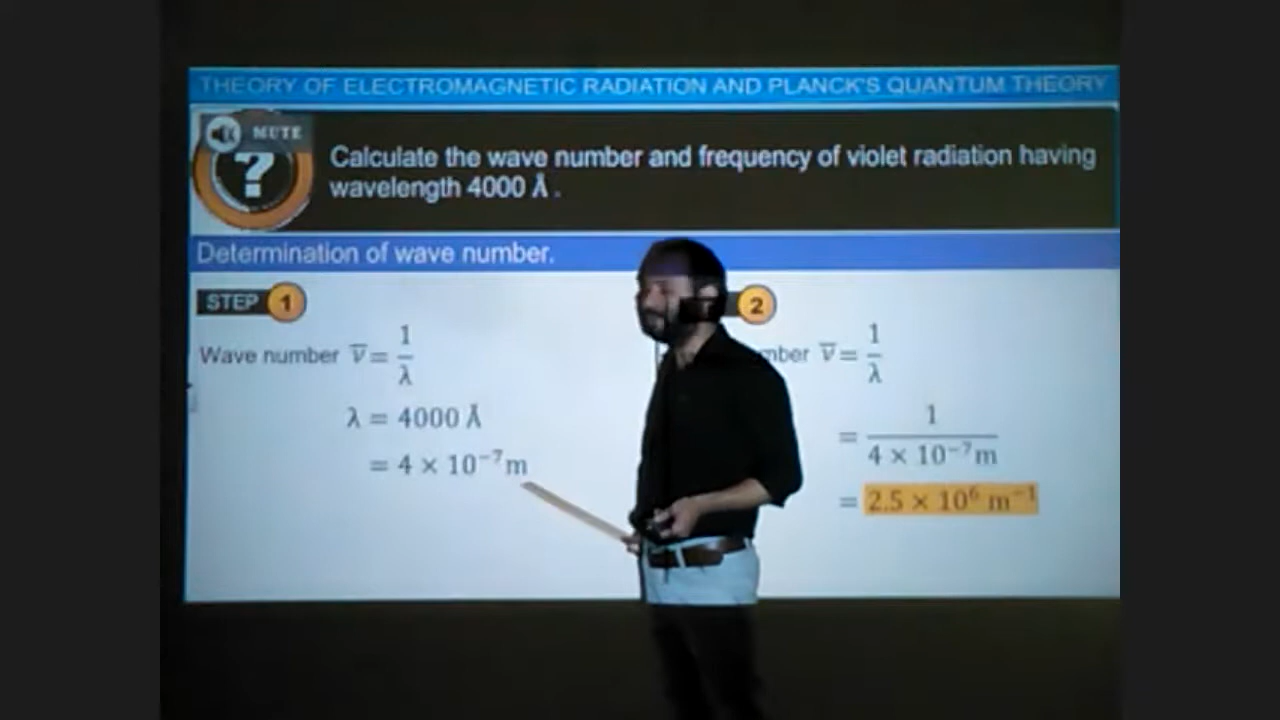 THEORY OF ELECTROMAGNETIC RADIATION AND PLANCK'S QUANTUM THEORY
MUTE
?
Calculate the wave number and frequency of violet radiation having
wavelength 4000 Å.
Determination of wave number.
STEP 1
Wave number ν̅ = 1/λ
λ = 4000 Å
= 4 × 10⁻⁷ m
2
mber ν̅ = 1/λ
= 1/(4 × 10⁻⁷ m)
= 2.5 × 10⁶ m⁻¹